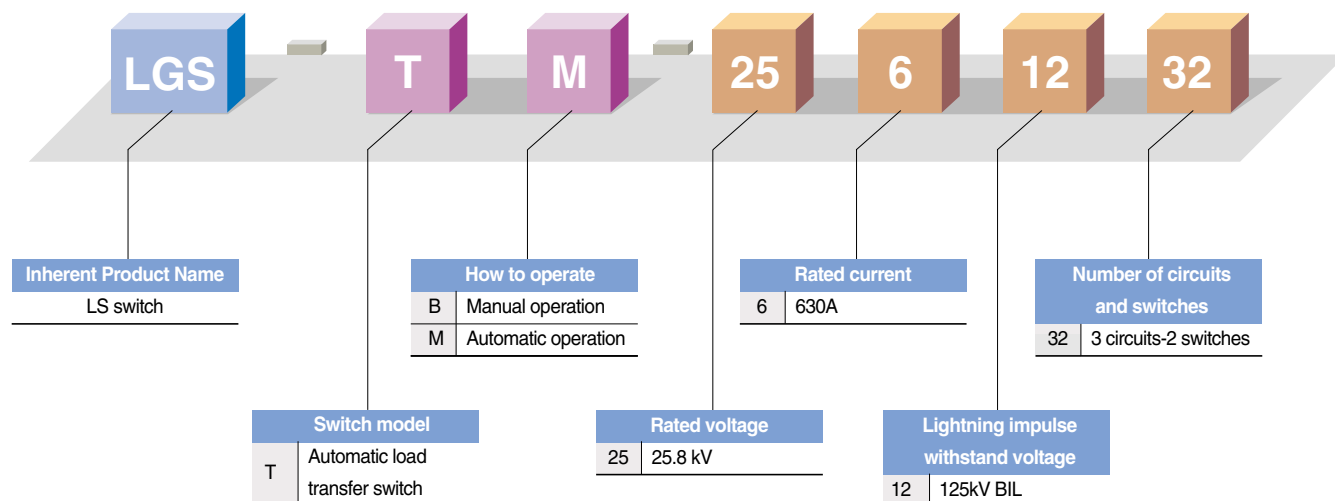 LGS T M 25 6 12 32
Inherent Product Name
LS switch
How to operate
B Manual operation
M Automatic operation
Rated current
6 630A
Number of circuits
and switches
32 3 circuits-2 switches
Switch model
T Automatic load
transfer switch
Rated voltage
25 25.8 kV
Lightning impulse
withstand voltage
12 125kV BIL